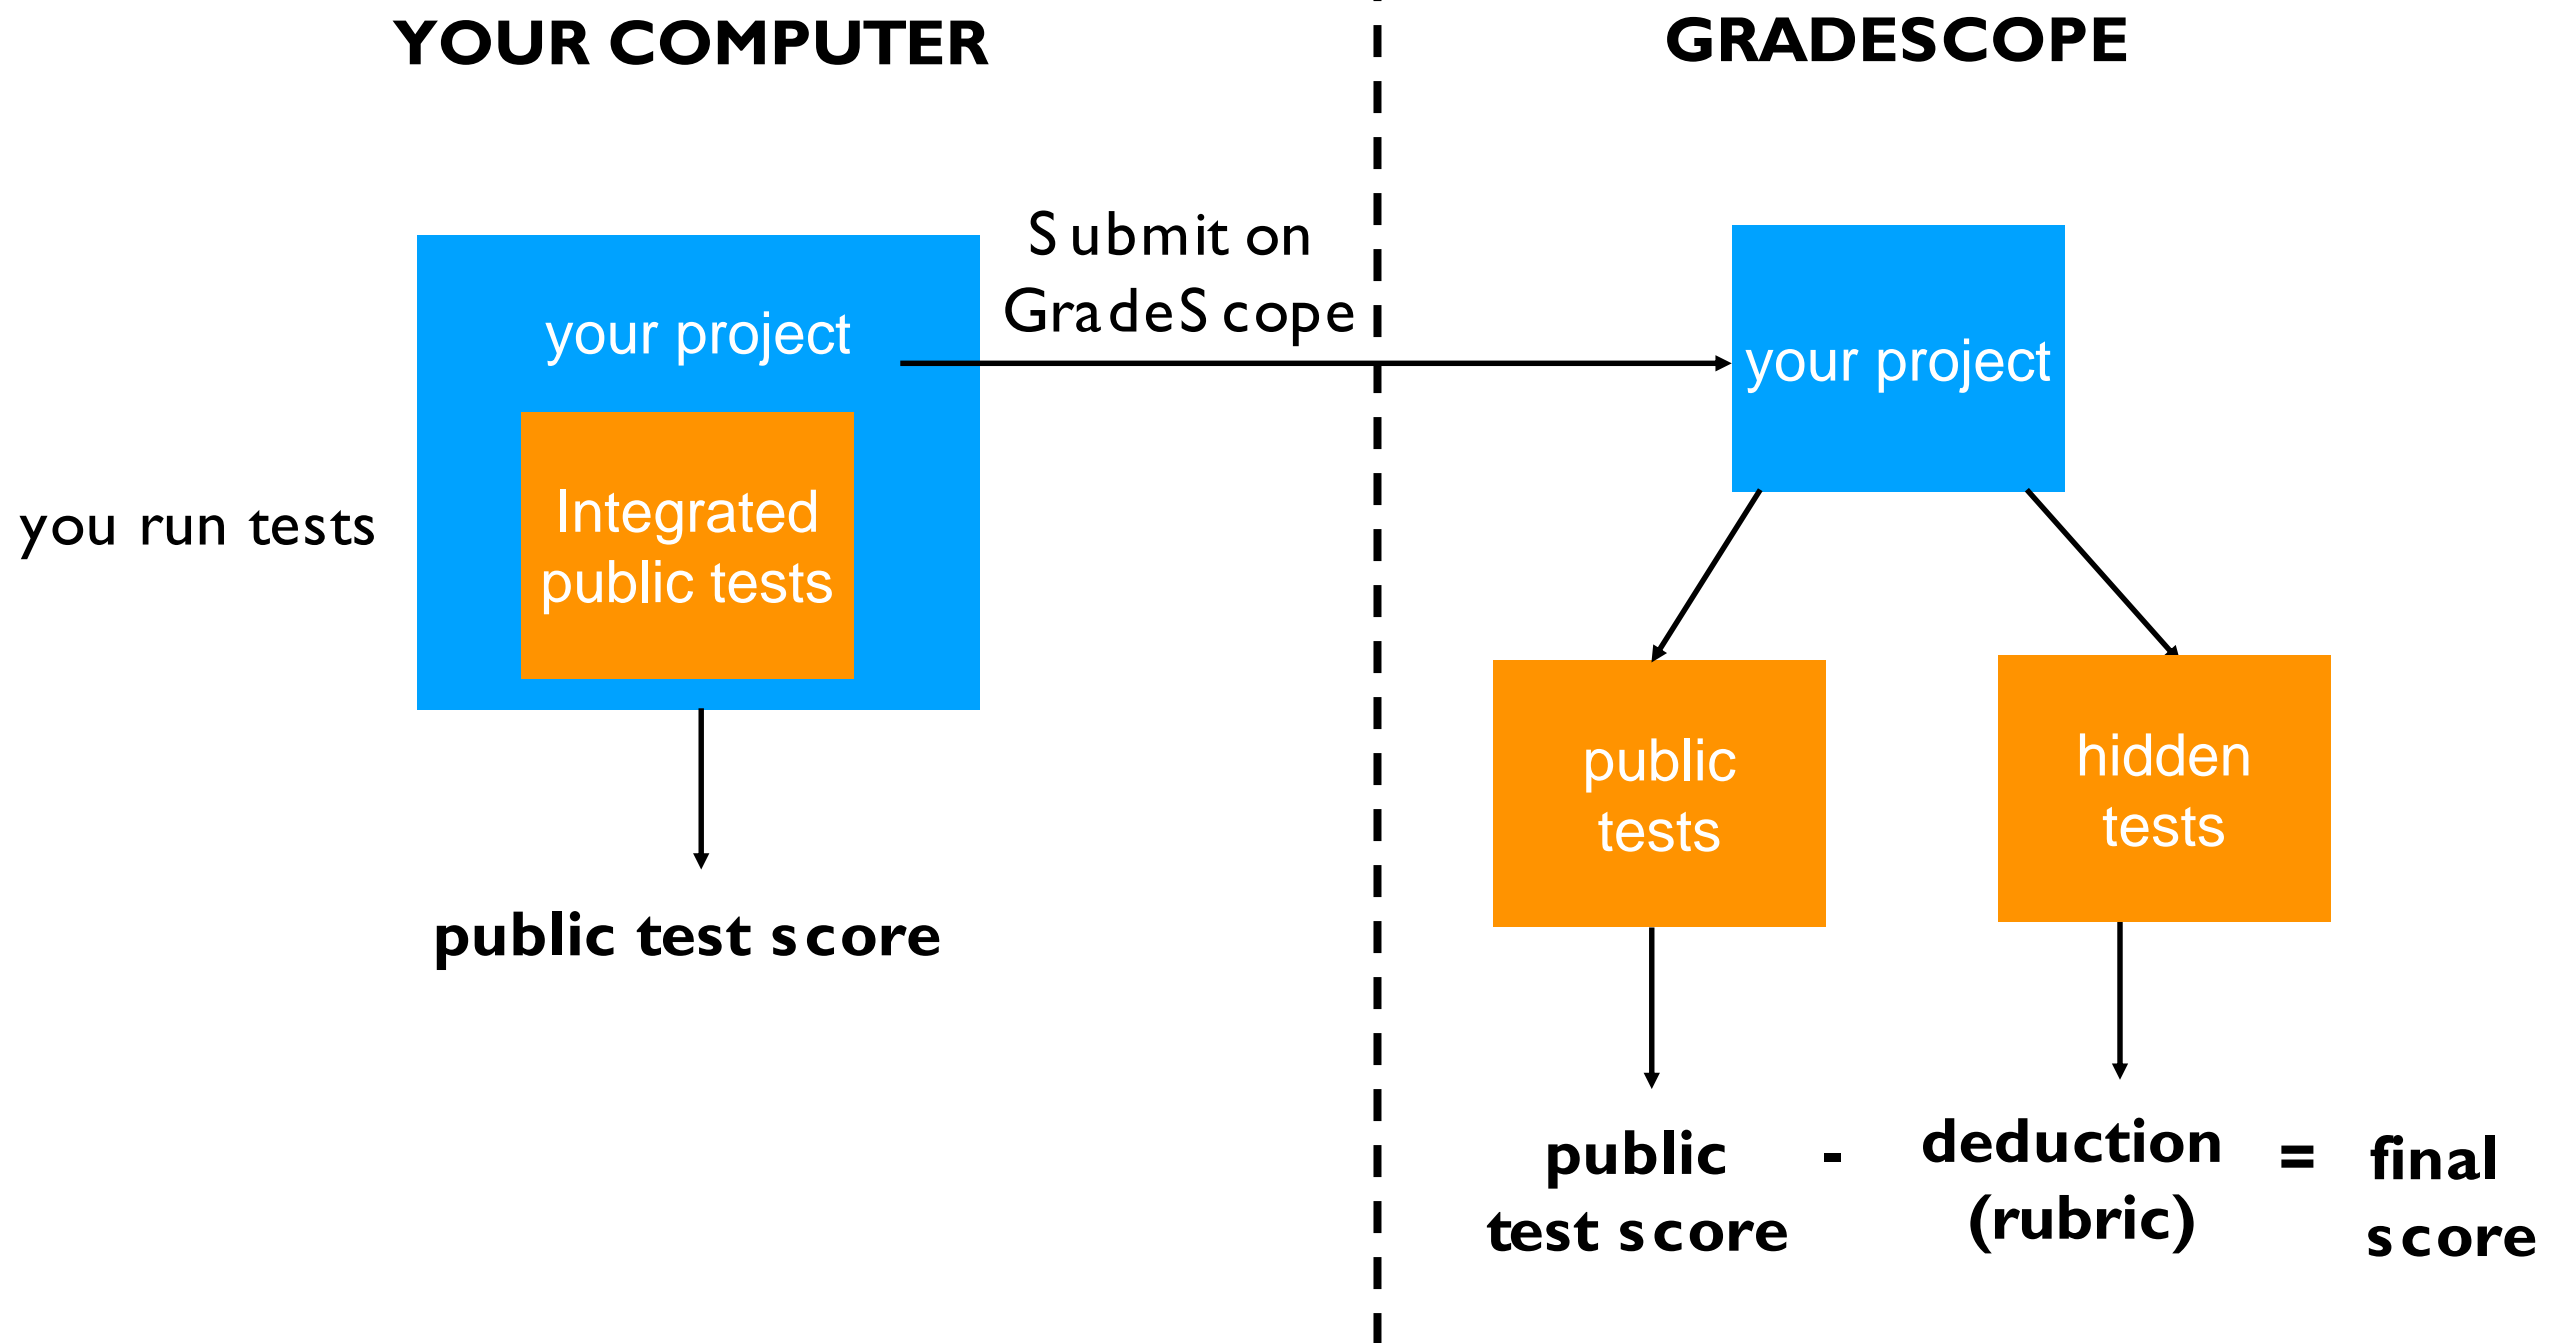 YOUR COMPUTER
GRADESCOPE
Submit on
GradeScope
your project
your project
Integrated
public tests
you run tests
public
tests
hidden
tests
public test score
public
test score
-
deduction
(rubric)
=
final
score